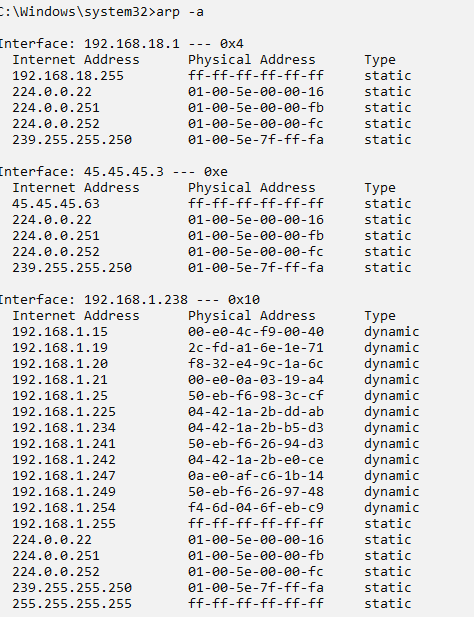 C:\Windows\system32>arp -a
Interface: 192.168.18.1 --- 0x4
Internet Address Physical Address Type
192.168.18.255 ff-ff-ff-ff-ff-ff static
224.0.0.22 01-00-5e-00-00-16 static
224.0.0.251 01-00-5e-00-00-fb static
224.0.0.252 01-00-5e-00-00-fc static
239.255.255.250 01-00-5e-7f-ff-fa static
Interface: 45.45.45.3 --- 0xe
Internet Address Physical Address Type
45.45.45.63 ff-ff-ff-ff-ff-ff static
224.0.0.22 01-00-5e-00-00-16 static
224.0.0.251 01-00-5e-00-00-fb static
224.0.0.252 01-00-5e-00-00-fc static
239.255.255.250 01-00-5e-7f-ff-fa static
Interface: 192.168.1.238 --- 0x10
Internet Address Physical Address Type
192.168.1.15 00-e0-4c-f9-00-40 dynamic
192.168.1.19 2c-fd-a1-6e-1e-71 dynamic
192.168.1.20 f8-32-e4-9c-1a-6c dynamic
192.168.1.21 00-e0-0a-03-19-a4 dynamic
192.168.1.25 50-eb-f6-98-3c-cf dynamic
192.168.1.225 04-42-1a-2b-dd-ab dynamic
192.168.1.234 04-42-1a-2b-b5-d3 dynamic
192.168.1.241 50-eb-f6-26-94-d3 dynamic
192.168.1.242 04-42-1a-2b-e0-ce dynamic
192.168.1.247 0a-e0-af-c6-1b-14 dynamic
192.168.1.249 50-eb-f6-26-97-48 dynamic
192.168.1.254 f4-6d-04-6f-eb-c9 dynamic
192.168.1.255 ff-ff-ff-ff-ff-ff static
224.0.0.22 01-00-5e-00-00-16 static
224.0.0.251 01-00-5e-00-00-fb static
224.0.0.252 01-00-5e-00-00-fc static
239.255.255.250 01-00-5e-7f-ff-fa static
255.255.255.255 ff-ff-ff-ff-ff-ff static